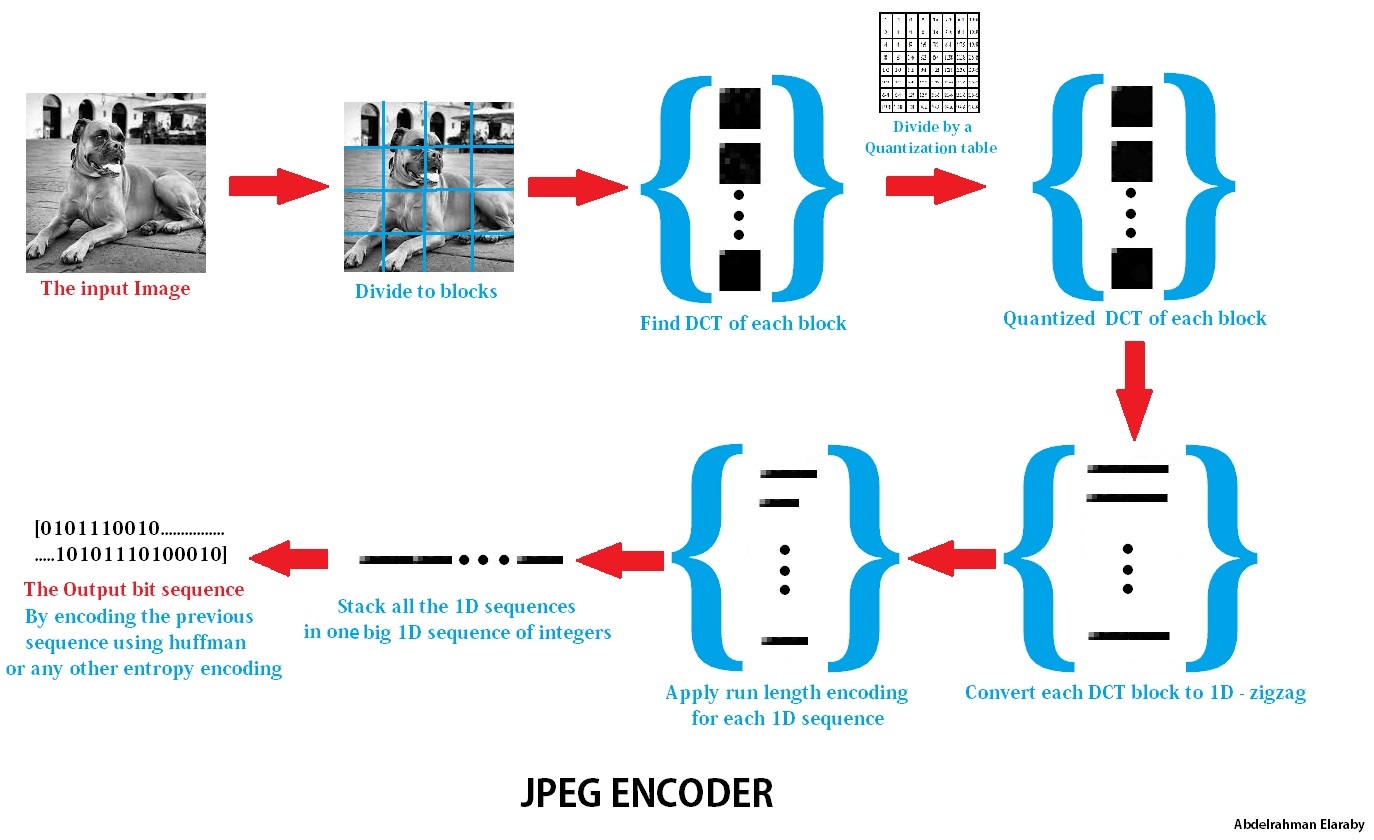 Divide by a
Quantization table
The input Image
Divide to blocks
Find DCT of each block
Quantized DCT of each block
[0101110010................
.....10101110100010]
The Output bit sequence
By encoding the previous
sequence using huffman
or any other entropy encoding
Stack all the 1D sequences
in one big 1D sequence of integers
Apply run length encoding
for each 1D sequence
Convert each DCT block to 1D - zigzag
JPEG ENCODER
Abdelrahman Elaraby